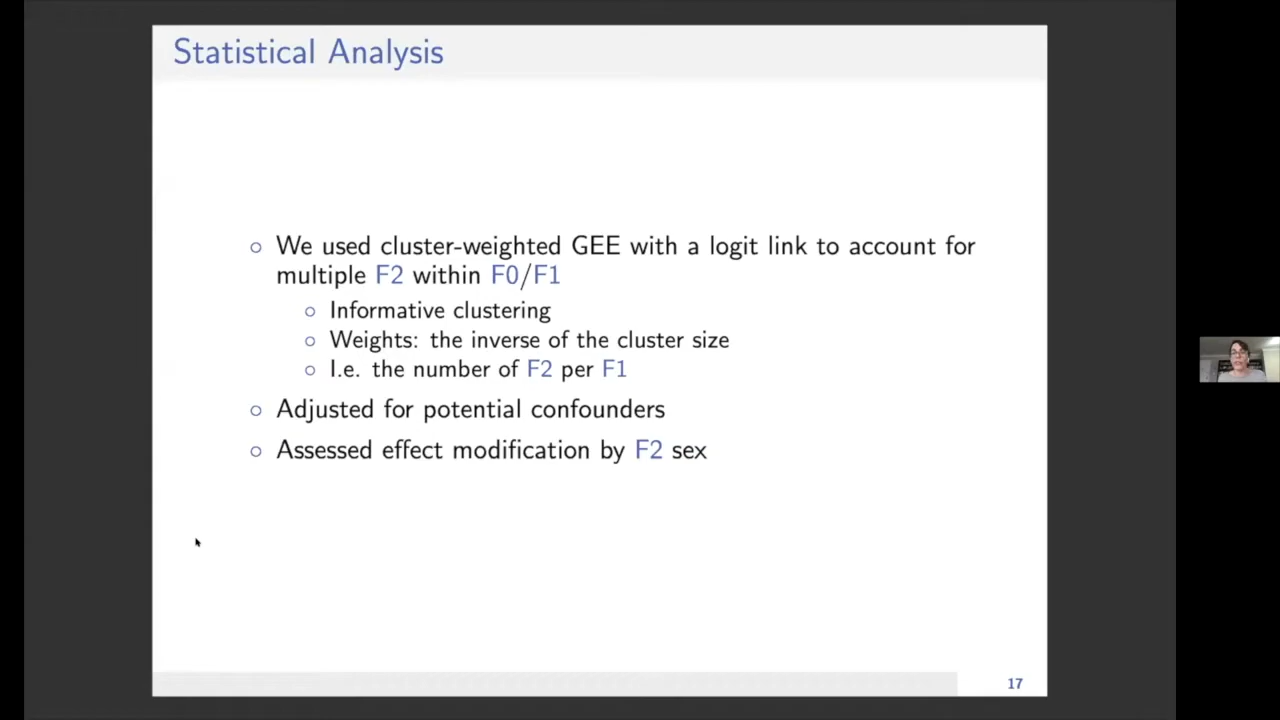 Statistical Analysis
○ We used cluster-weighted GEE with a logit link to account for
multiple F2 within F0/F1
○ Informative clustering
○ Weights: the inverse of the cluster size
○ I.e. the number of F2 per F1
○ Adjusted for potential confounders
○ Assessed effect modification by F2 sex
17